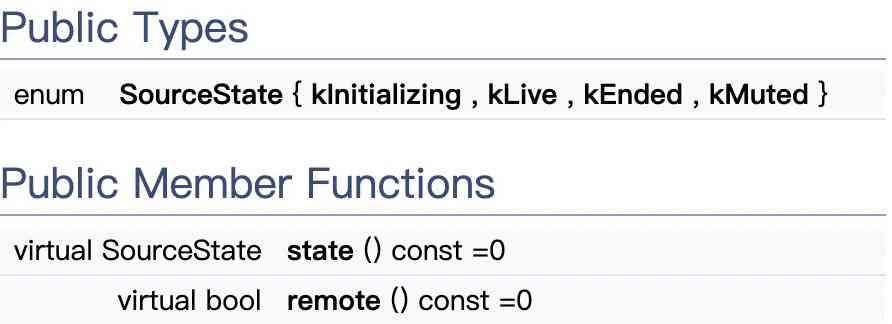 Public Types
enum SourceState { kInitializing , kLive , kEnded , kMuted }
Public Member Functions
virtual SourceState state () const =0
virtual bool remote () const =0